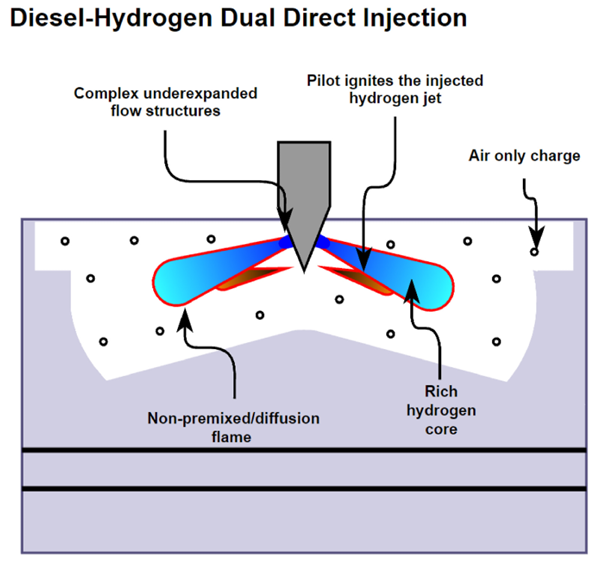 Diesel-Hydrogen Dual Direct Injection
Complex underexpanded
flow structures
Pilot ignites the injected
hydrogen jet
Air only charge
Non-premixed/diffusion
flame
Rich
hydrogen
core